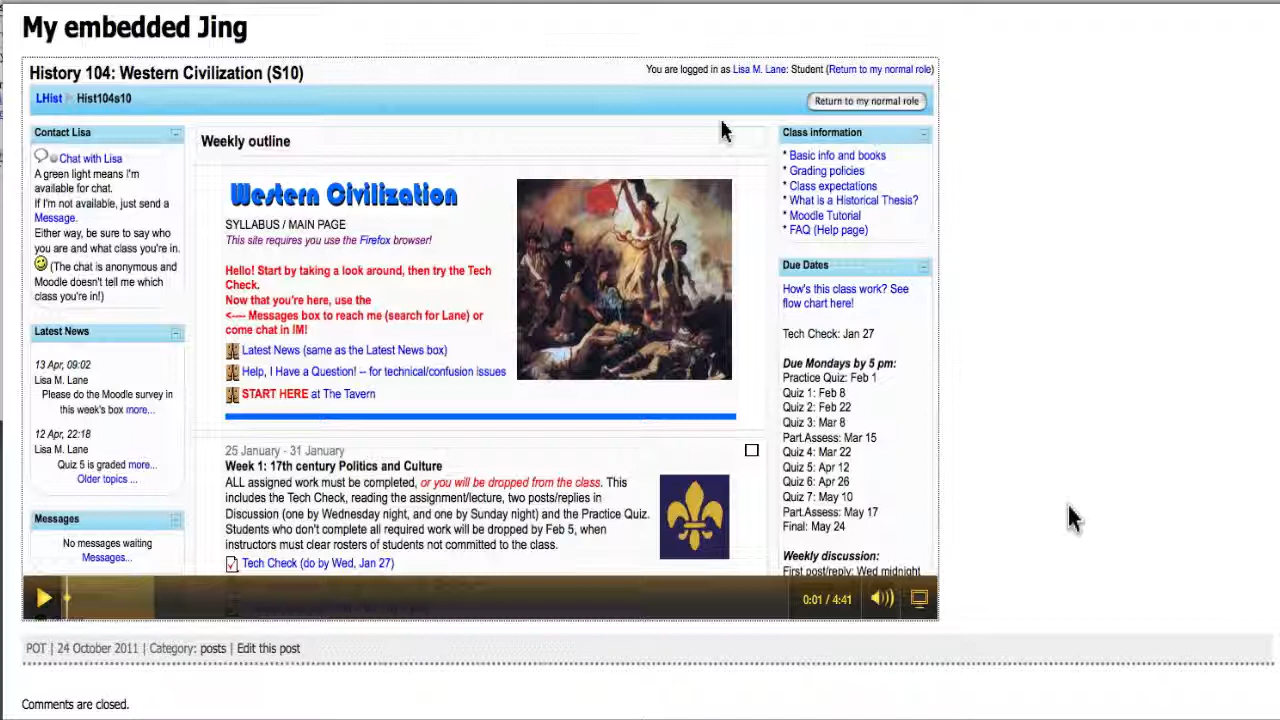 My embedded Jing
History 104: Western Civilization (S10)
You are logged in as Lisa M. Lane: Student (Return to my normal role)
LHist Hist104s10
Return to my normal role
Contact Lisa
Chat with Lisa
A green light means I'm
available for chat.
If I'm not available, just send a
Message.
Either way, be sure to say who
you are and what class you're in.
(The chat is anonymous and
Moodle doesn't tell me which
class you're in!)
Latest News
13 Apr, 09:02
Lisa M. Lane
Please do the Moodle survey in
this week's box more...
12 Apr, 22:18
Lisa M. Lane
Quiz 5 is graded more...
Older topics ...
Messages
No messages waiting
Messages...
Weekly outline
Western Civilization
SYLLABUS / MAIN PAGE
This site requires you use the Firefox browser!
Hello! Start by taking a look around, then try the Tech
Check.
Now that you're here, use the
<---- Messages box to reach me (search for Lane) or
come chat in IM!
Latest News (same as the Latest News box)
Help, I Have a Question! -- for technical/confusion issues
START HERE at The Tavern
25 January - 31 January
Week 1: 17th century Politics and Culture
ALL assigned work must be completed, or you will be dropped from the class. This
includes the Tech Check, reading the assignment/lecture, two posts/replies in
Discussion (one by Wednesday night, and one by Sunday night) and the Practice Quiz.
Students who don't complete all required work will be dropped by Feb 5, when
instructors must clear rosters of students not committed to the class.
Tech Check (do by Wed, Jan 27)
Class information
* Basic info and books
* Grading policies
* Class expectations
* What is a Historical Thesis?
* Moodle Tutorial
* FAQ (Help page)
Due Dates
How's this class work? See
flow chart here!
Tech Check: Jan 27
Due Mondays by 5 pm:
Practice Quiz: Feb 1
Quiz 1: Feb 8
Quiz 2: Feb 22
Quiz 3: Mar 8
Part.Assess: Mar 15
Quiz 4: Mar 22
Quiz 5: Apr 12
Quiz 6: Apr 26
Quiz 7: May 10
Part.Assess: May 17
Final: May 24
Weekly discussion:
First post/reply: Wed midnight
0:01 / 4:41
POT | 24 October 2011 | Category: posts | Edit this post
Comments are closed.